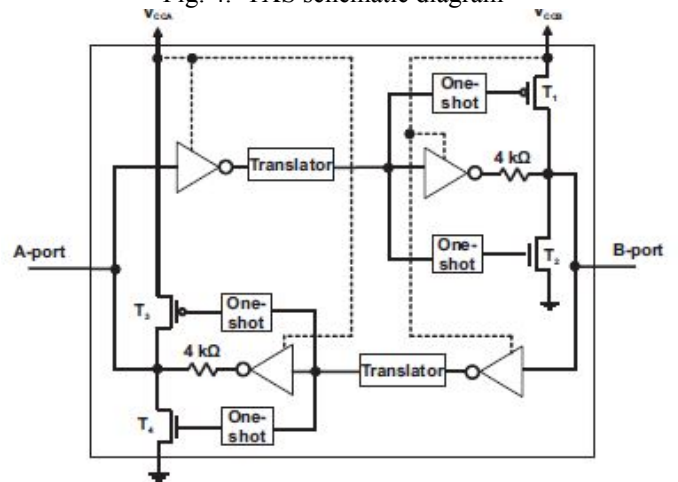 Fig. 4. TXS schematic diagram
VCCA
VCCB
One-
shot
T1
4 kΩ
Translator
One-
shot
T2
A-port
B-port
T3
One-
shot
4 kΩ
Translator
T4
One-
shot